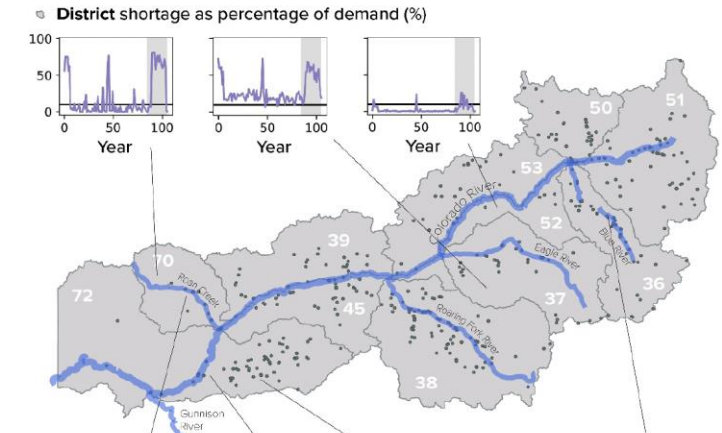 District shortage as percentage of demand (%)
100
50
0
0 50 100
0 50 100
0 50 100
Year
Year
Year
50
51
53
Colorado River
52
39
Eagle River
Blue River
70
36
Roan Creek
72
45
37
Roaring Fork River
38
Gunnison
River